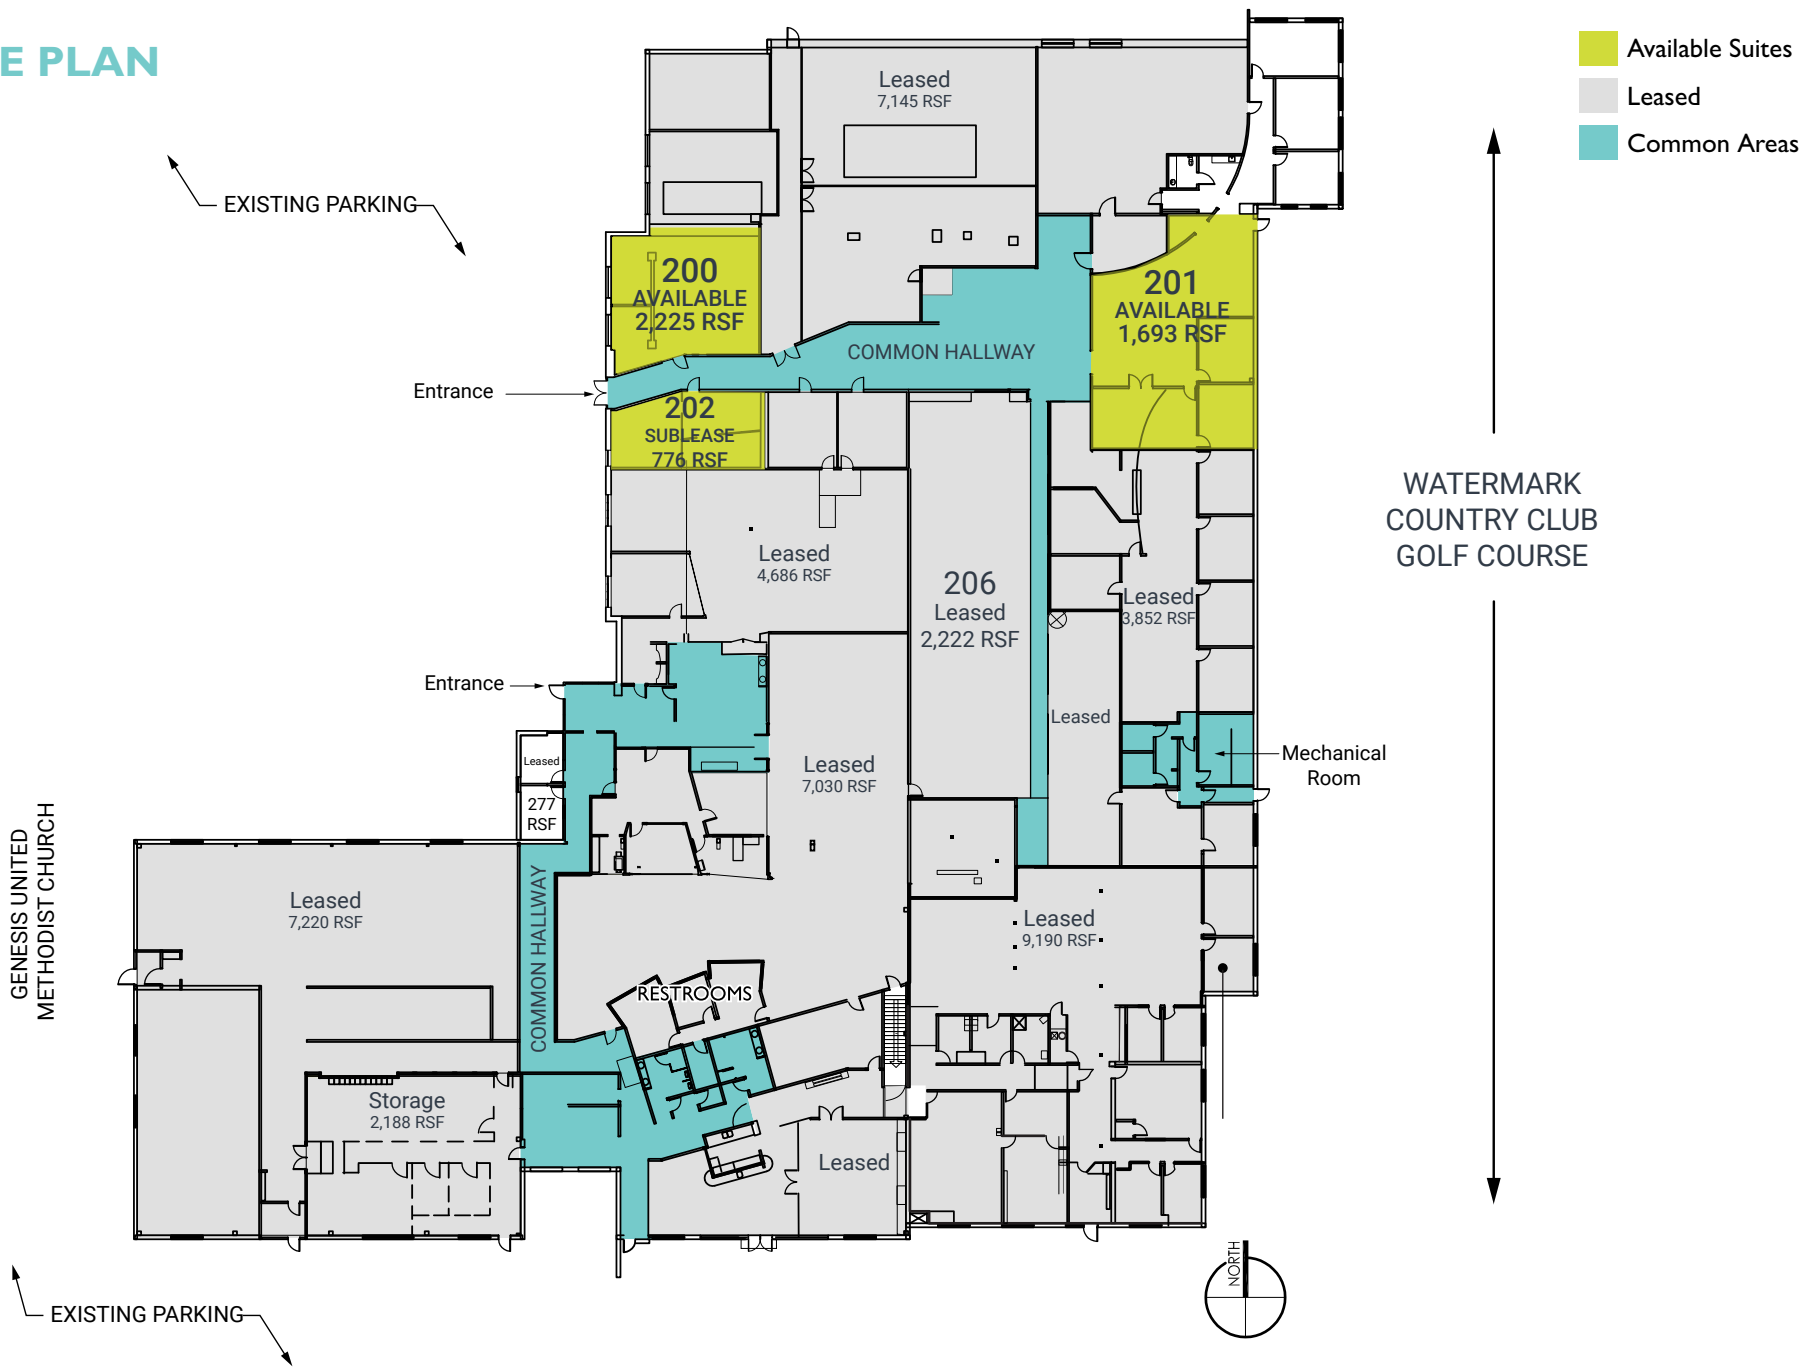 E PLAN
Available Suites
Leased
Common Areas
Leased
7,145 RSF
EXISTING PARKING
200
AVAILABLE
2,225 RSF
201
AVAILABLE
1,693 RSF
COMMON HALLWAY
Entrance
202
SUBLEASE
776 RSF
WATERMARK
COUNTRY CLUB
GOLF COURSE
Leased
4,686 RSF
206
Leased
2,222 RSF
Leased
3,852 RSF
Entrance
Leased
Leased
Mechanical
Room
Leased
7,030 RSF
277
RSF
GENESIS UNITED
METHODIST CHURCH
Leased
7,220 RSF
COMMON HALLWAY
Leased
9,190 RSF
RESTROOMS
Storage
2,188 RSF
Leased
NORTH
EXISTING PARKING